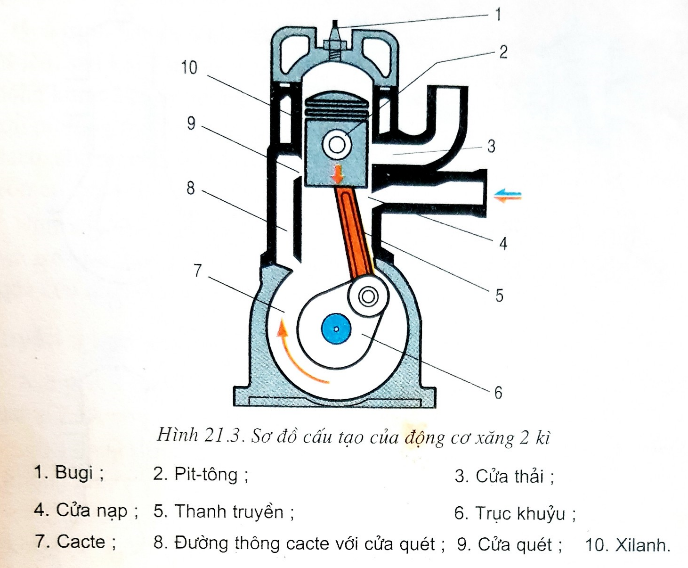 1
2
10
9
3
8
4
7
5
6
Hình 21.3. Sơ đồ cấu tạo của động cơ xăng 2 kì
1. Bugi ; 2. Pit-tông ; 3. Cửa thải ;
4. Cửa nạp ; 5. Thanh truyền ; 6. Trục khuỷu ;
7. Cacte ; 8. Đường thông cacte với cửa quét ; 9. Cửa quét ; 10. Xilanh.